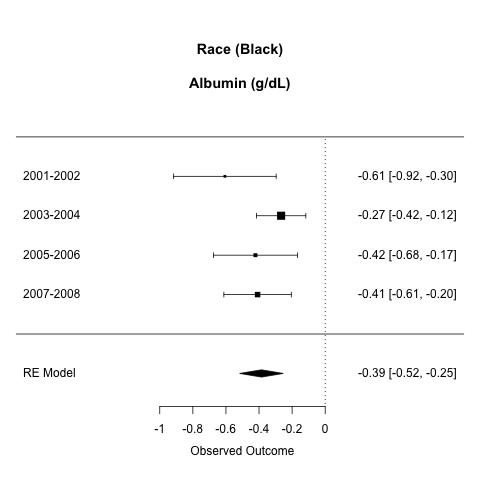 Race (Black)
Albumin (g/dL)
2001-2002 -0.61 [-0.92, -0.30]
2003-2004 -0.27 [-0.42, -0.12]
2005-2006 -0.42 [-0.68, -0.17]
2007-2008 -0.41 [-0.61, -0.20]
RE Model -0.39 [-0.52, -0.25]
-1 -0.8 -0.6 -0.4 -0.2 0
Observed Outcome